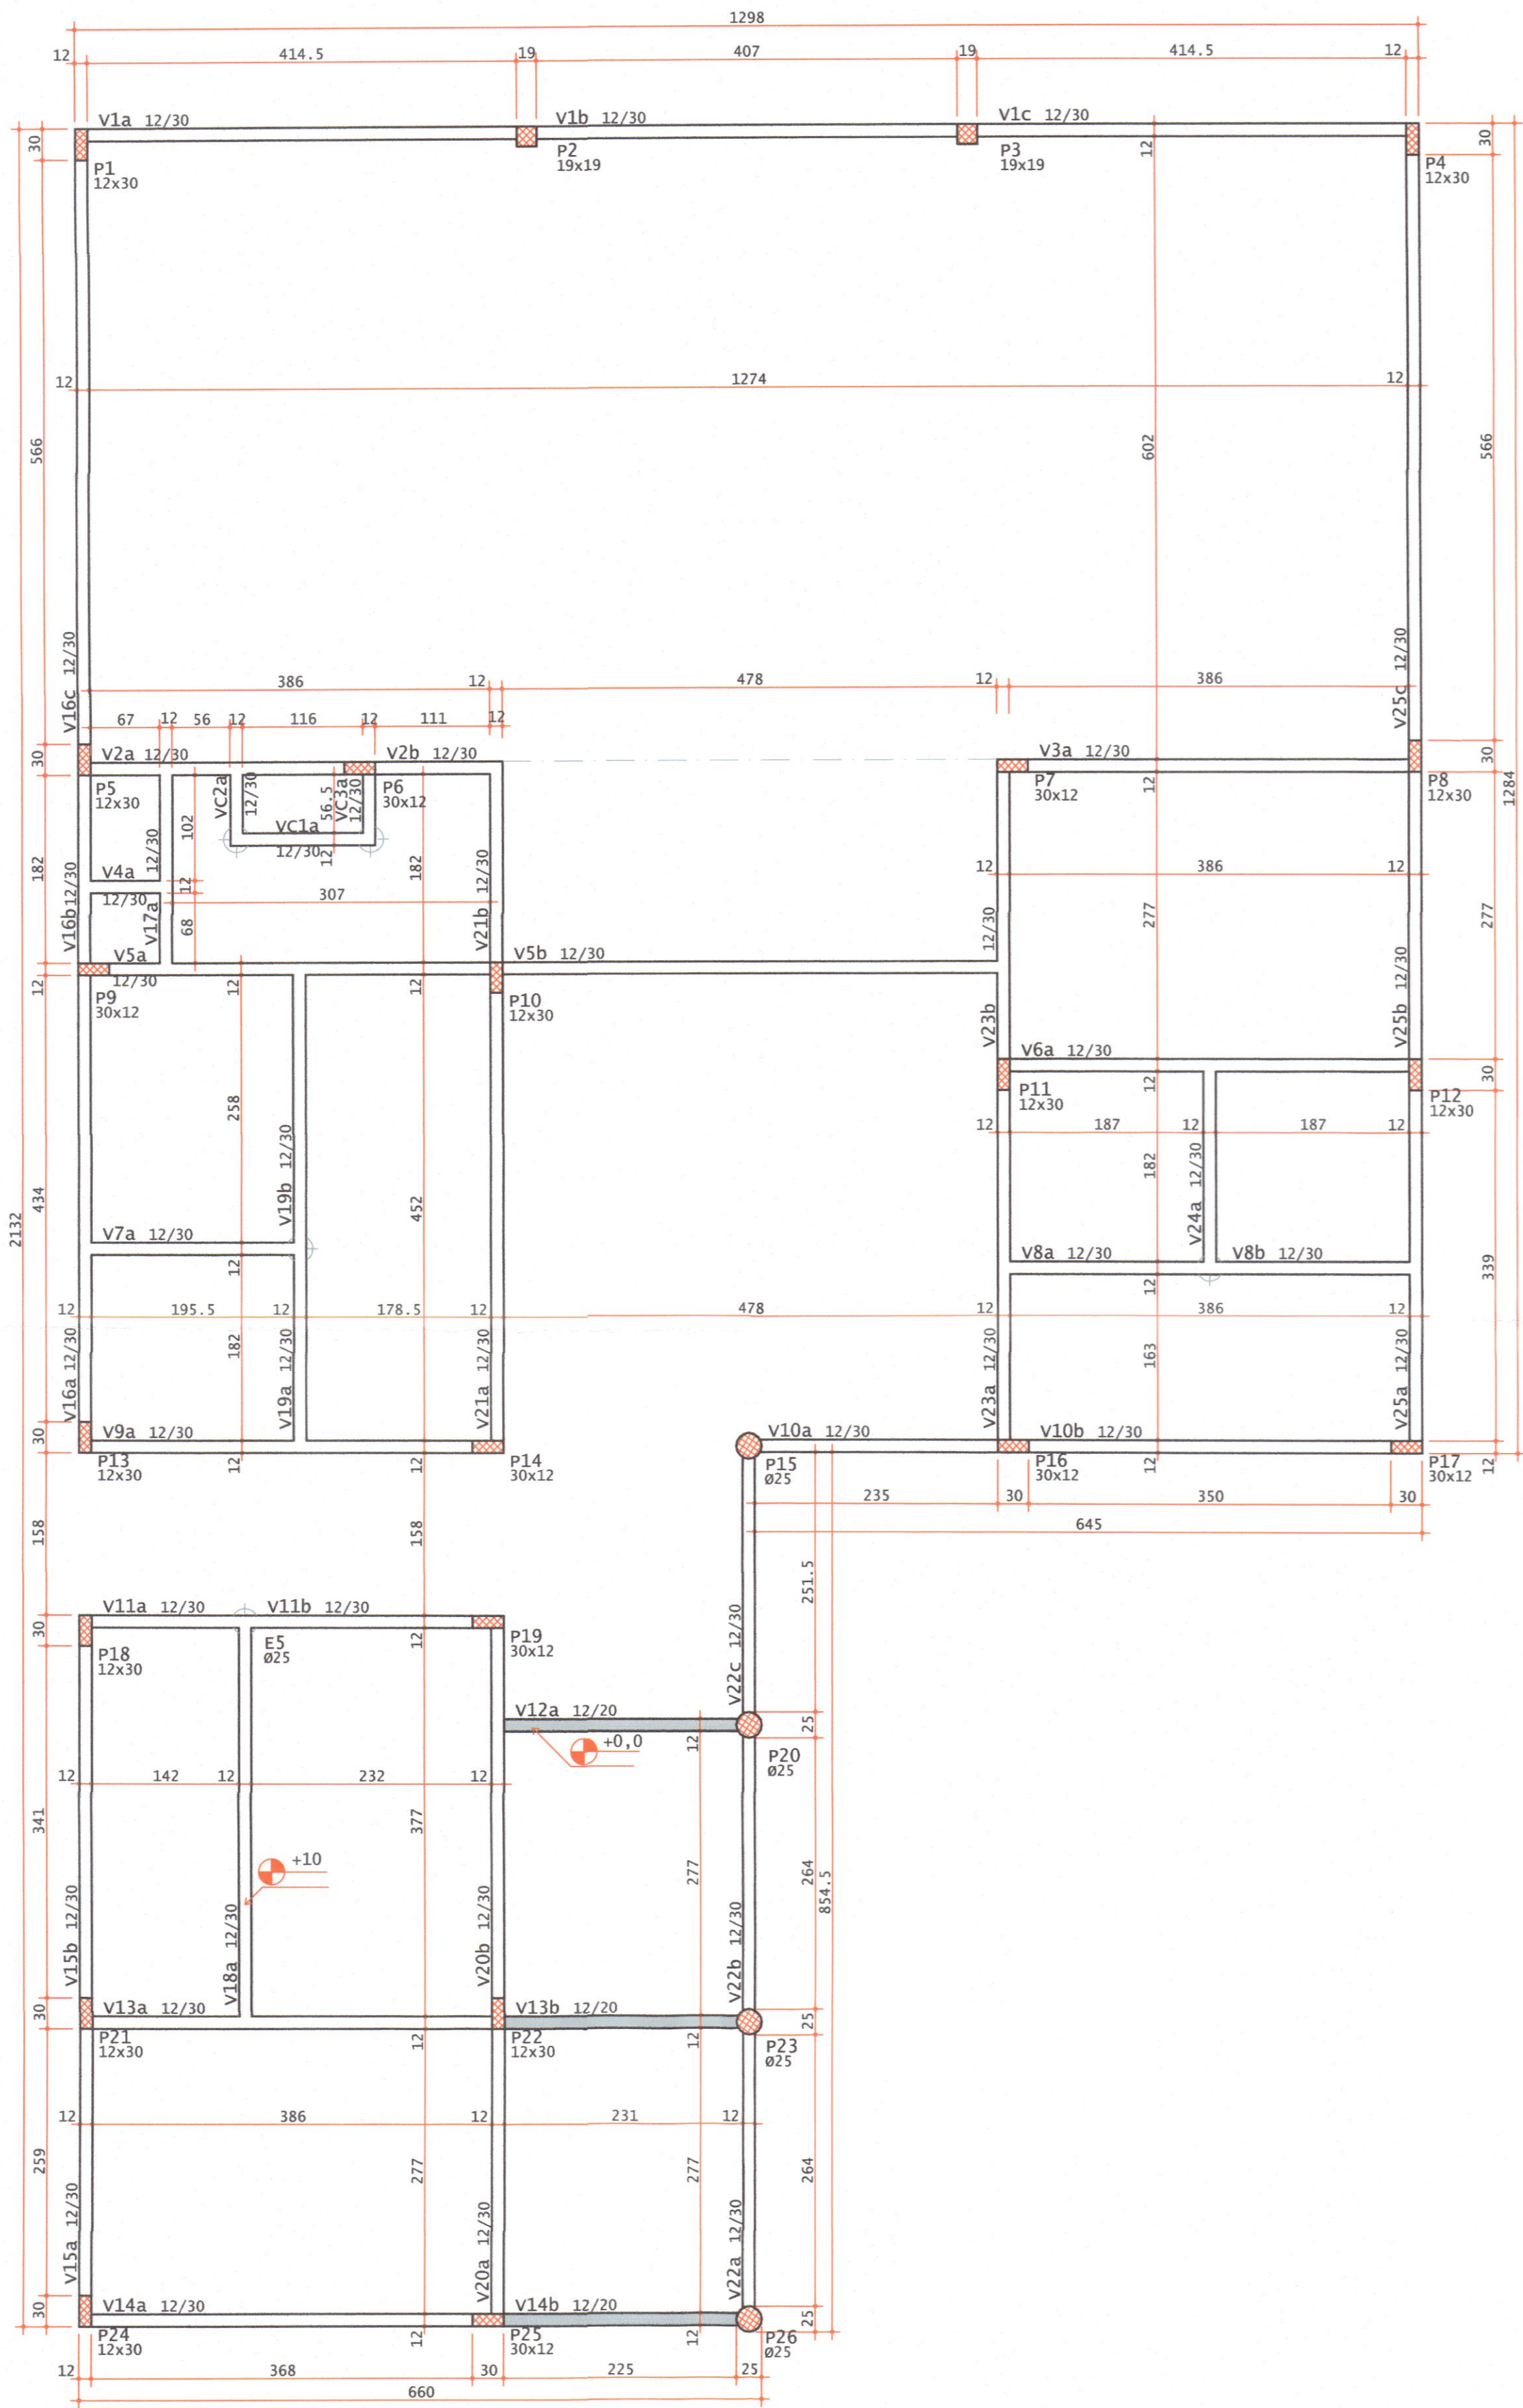 1298
12 414.5 19 407 19 414.5 12
V1a 12/30 V1b 12/30 V1c 12/30
30 12 30
P1 P2 P3 P4
12x30 19x19 19x19 12x30
12 1274 12
566 602 566
V16c 12/30 V25c 12/30
386 12 478 12 386
67 12 56 12 116 12 111 12
30 V2a 12/30 V2b 12/30 V3a 12/30 30
P5 P6 P7 P8
12x30 30x12 30x12 12x30
12
1284
VC2a 12/30 56.5 VC3a 12/30
VC1a
12/30 12
102 12/30 182 12/30
182 V4a 12 12 386 12
12/30 307
V16b 12/30 V17a 68 V21b 12/30 277 277
V5a V5b 12/30
12/30
12 12 12
P9 P10
30x12 12x30
V23b V25b 12/30
V6a 12/30
12 30
P11 P12
12x30 12x30
258 12 187 12 187 12
12/30 182 12/30
V19b 452 V24a
434
2132
V7a 12/30 V8a 12/30 V8b 12/30
12 12 339
12 195.5 12 178.5 12 478 12 386 12
182 163
V16a 12/30 V19a 12/30 V21a 12/30 V23a 12/30 V25a 12/30
30 V9a 12/30 V10a 12/30 V10b 12/30
12 12 12 12
P13 P14 P15 P16 P17
12x30 30x12 Ø25 30x12 30x12
235 30 350 30
645
158 158
251.5
V11a 12/30 V11b 12/30
30 12
P18 E5 P19
12x30 Ø25 30x12
V22c 12/30
V12a 12/20
25
+0,0 12
P20
Ø25
12 142 12 232 12
341 377
+10 277 264
854.5
V15b 12/30 V18a 12/30 V20b 12/30 V22b 12/30
30 V13a 12/30 V13b 12/20 25
12 12
P21 P22 P23
12x30 12x30 Ø25
12 386 12 231 12
259 277 277 264
V15a 12/30 V20a 12/30 V22a 12/30
30 V14a 12/30 V14b 12/20 25
12 12
P24 P25 P26
12x30 30x12 Ø25
12 368 30 225 25
660